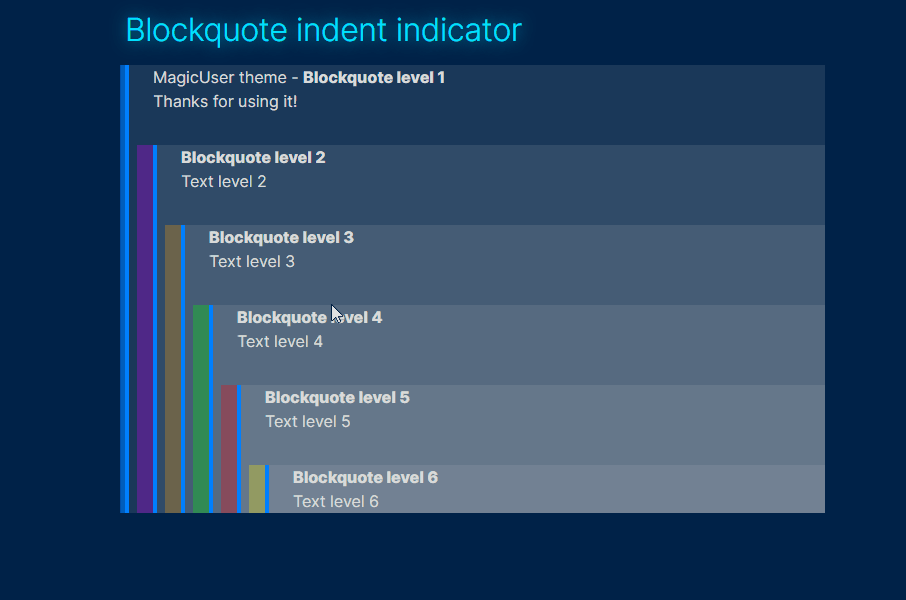 Blockquote indent indicator
MagicUser theme - Blockquote level 1
Thanks for using it!
Blockquote level 2
Text level 2
Blockquote level 3
Text level 3
Blockquote level 4
Text level 4
Blockquote level 5
Text level 5
Blockquote level 6
Text level 6